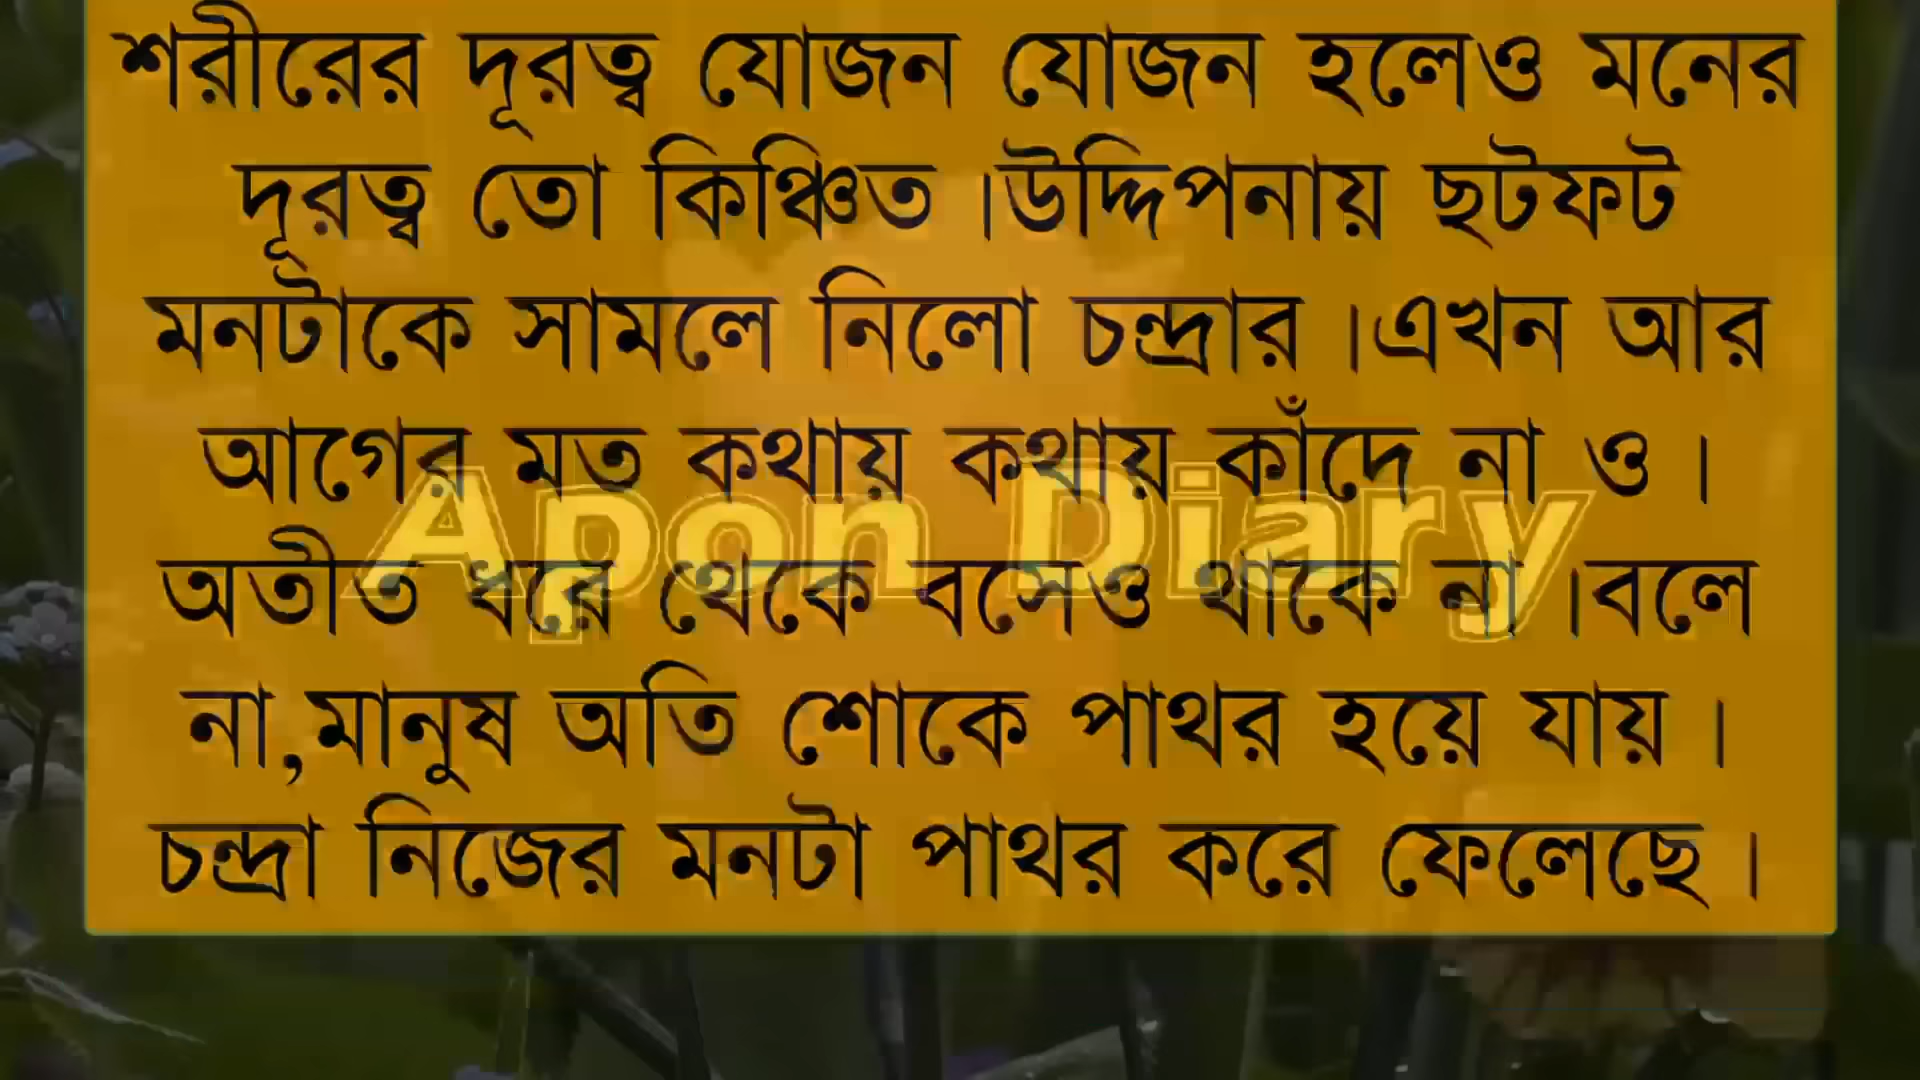 শরীরের দূরত্ব যোজন যোজন হলেও মনের
দূরত্ব তো কিঞ্চিত ।উদ্দিপনায় ছটফট
মনটাকে সামলে নিলো চন্দ্রার ।এখন আর
আগের মত কথায় কথায় কাঁদে না ও ।
Apon Diary
অতীত ধরে থেকে বসেও থাকে না ।বলে
না,মানুষ অতি শোকে পাথর হয়ে যায় ।
চন্দ্রা নিজের মনটা পাথর করে ফেলেছে ।